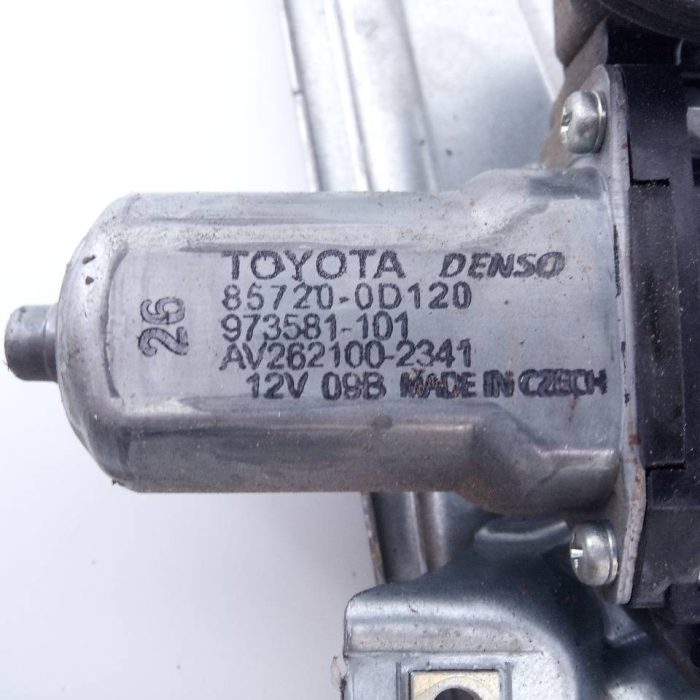 TOYOTA DENSO
85720-0D120
973581-101
AV262100-2341
12V 09B MADE IN CZECH
26